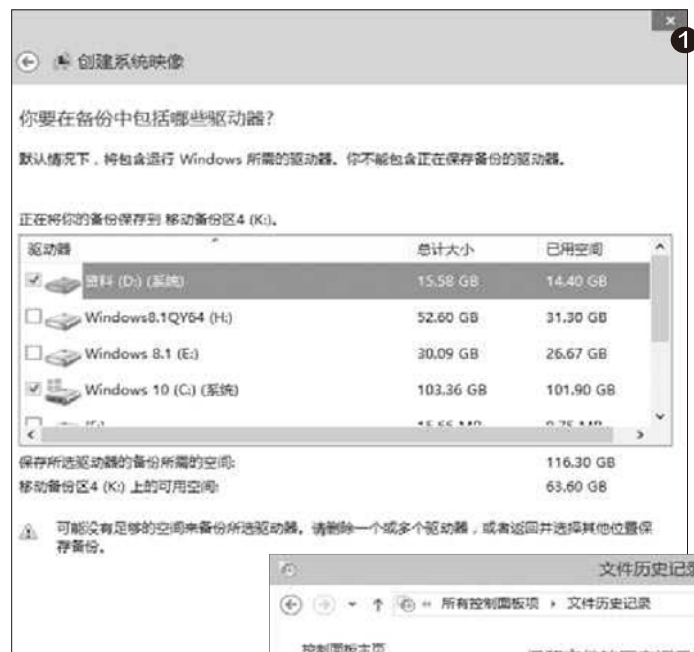 1
创建系统映像
你要在备份中包括哪些驱动器?
默认情况下，将包含运行 Windows 所需的驱动器。你不能包含正在保存备份的驱动器。
正在将你的备份保存到 移动备份区4 (K:)。
驱动器 总计大小 已用空间
资料 (D:) (系统) 15.58 GB 14.40 GB
Windows8.1QY64 (H:) 52.60 GB 31.30 GB
Windows 8.1 (E:) 30.09 GB 26.67 GB
Windows 10 (C:) (系统) 103.36 GB 101.90 GB
保存所选驱动器的备份所需的空间: 116.30 GB
移动备份区4 (K:) 上的可用空间: 63.60 GB
可能没有足够的空间来备份所选驱动器。请删除一个或多个驱动器，或者返回并选择其他位置保
存备份。
文件历史记录
所有控制面板项 文件历史记录
控制面板主页